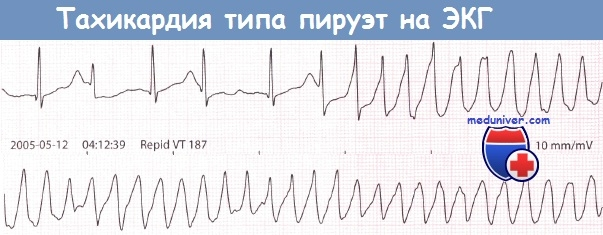 Тахикардия типа пируэт на ЭКГ
meduniver.com
2005-05-12 04:12:39 Repid VT 187 10 mm/mV